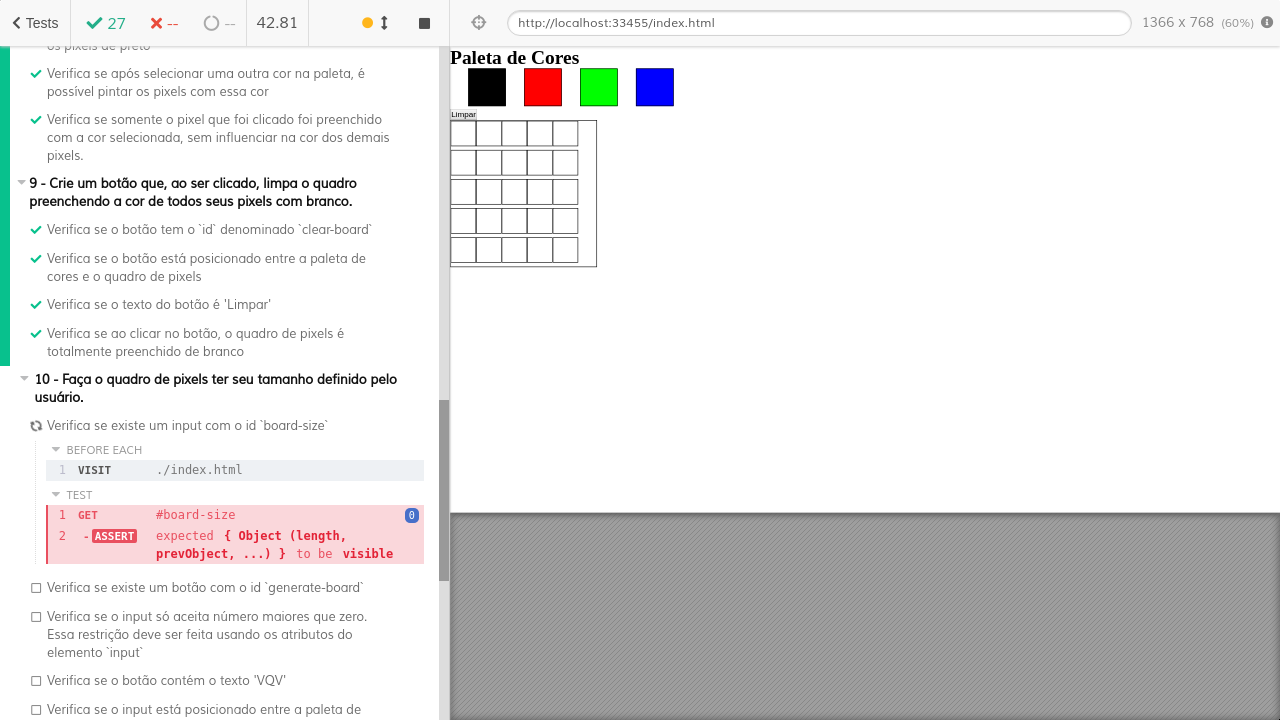 Tests
27
--
--
42.81
http://localhost:33455/index.html
1366 x 768 (60%)
os pixels de preto
Verifica se após selecionar uma outra cor na paleta, é
possível pintar os pixels com essa cor
Verifica se somente o pixel que foi clicado foi preenchido
com a cor selecionada, sem influenciar na cor dos demais
pixels.
9 - Crie um botão que, ao ser clicado, limpa o quadro
preenchendo a cor de todos seus pixels com branco.
Verifica se o botão tem o `id` denominado `clear-board`
Verifica se o botão está posicionado entre a paleta de
cores e o quadro de pixels
Verifica se o texto do botão é 'Limpar'
Verifica se ao clicar no botão, o quadro de pixels é
totalmente preenchido de branco
10 - Faça o quadro de pixels ter seu tamanho definido pelo
usuário.
Verifica se existe um input com o id `board-size`
BEFORE EACH
1 VISIT ./index.html
TEST
1 GET #board-size 0
2 -ASSERT expected { Object (length,
prevObject, ...) } to be visible
Verifica se existe um botão com o id `generate-board`
Verifica se o input só aceita número maiores que zero.
Essa restrição deve ser feita usando os atributos do
elemento `input`
Verifica se o botão contém o texto 'VQV'
Verifica se o input está posicionado entre a paleta de
Paleta de Cores
Limpar